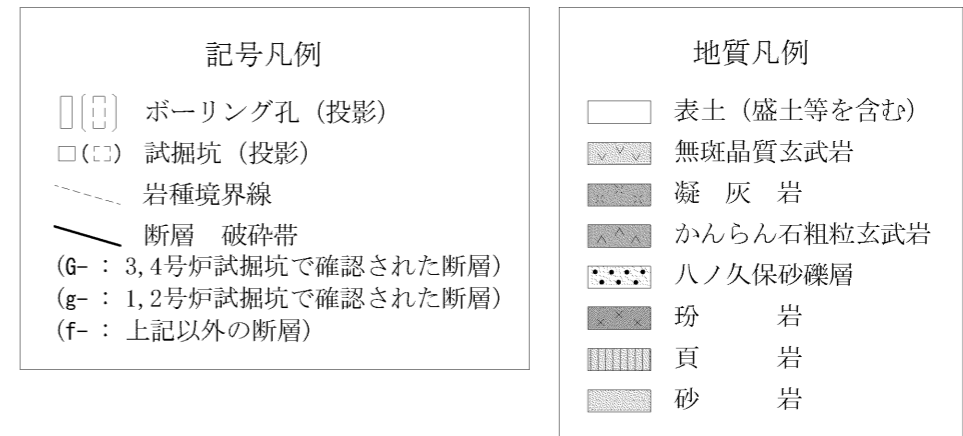 記号凡例
ボーリング孔（投影）
試掘坑（投影）
岩種境界線
断層　破砕帯
(G- : 3,4号炉試掘坑で確認された断層)
(g- : 1,2号炉試掘坑で確認された断層)
(f- : 上記以外の断層)
地質凡例
表土（盛土等を含む）
無斑晶質玄武岩
凝　灰　岩
かんらん石粗粒玄武岩
八ノ久保砂礫層
玢　　　岩
頁　　　岩
砂　　　岩